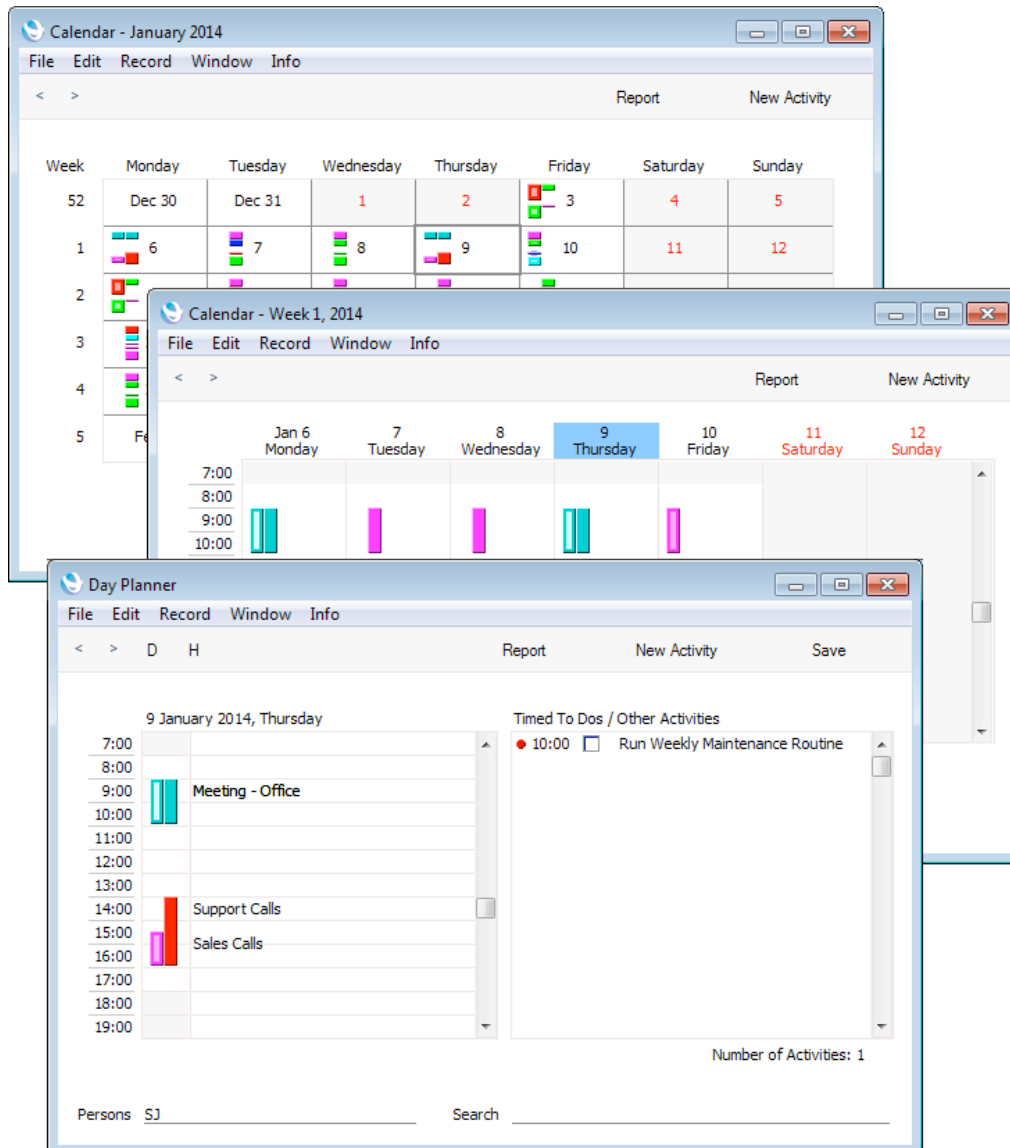 Calendar - January 2014
File Edit Record Window Info
< > Report New Activity
Week Monday Tuesday Wednesday Thursday Friday Saturday Sunday
52 Dec 30 Dec 31 1 2 3 4 5
1 6 7 8 9 10 11 12
2
3
4
5
Calendar - Week 1, 2014
File Edit Record Window Info
< > Report New Activity
Jan 6 7 8 9 10 11 12
Monday Tuesday Wednesday Thursday Friday Saturday Sunday
7:00
8:00
9:00
10:00
Day Planner
File Edit Record Window Info
< > D H Report New Activity Save
9 January 2014, Thursday Timed To Dos / Other Activities
7:00 10:00 Run Weekly Maintenance Routine
8:00
9:00 Meeting - Office
10:00
11:00
12:00
13:00
14:00 Support Calls
15:00
Sales Calls
16:00
17:00
18:00
19:00
Number of Activities: 1
Persons SJ Search